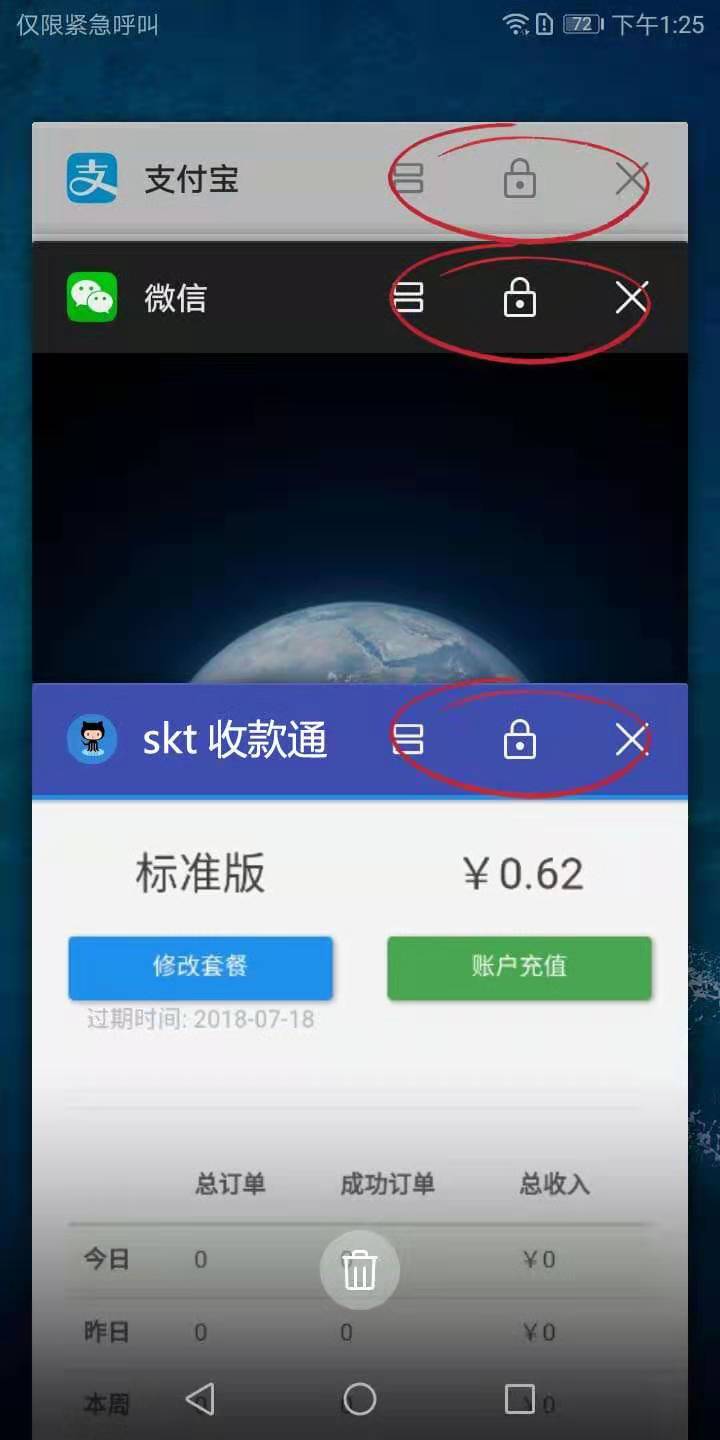 仅限紧急呼叫
72 下午1:25
支付宝
微信
skt 收款通
标准版
￥0.62
修改套餐
账户充值
过期时间: 2018-07-18
总订单 成功订单 总收入
今日 0 0 ￥0
昨日 0 0 ￥0
本周 0 0 ￥0